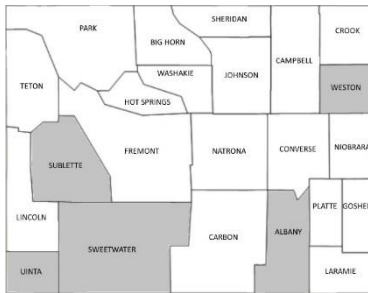 SHERIDAN
PARK
CROOK
BIG HORN
CAMPBELL
WASHAKIE
JOHNSON
WESTON
TETON
HOT SPRINGS
FREMONT
NATRONA
CONVERSE
NIOBRARA
SUBLETTE
PLATTE
GOSHEN
LINCOLN
ALBANY
CARBON
SWEETWATER
UINTA
LARAMIE